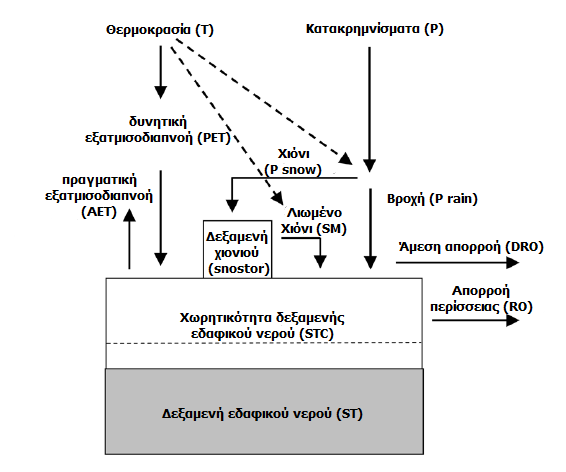 Θερμοκρασία (Τ)
Κατακρημνίσματα (P)
δυνητική
εξατμισοδιαπνοή (PET)
Χιόνι
(P snow)
πραγματική
εξατμισοδιαπνοή
(AET)
Βροχή (P rain)
Λιωμένο
Χιόνι (SM)
Δεξαμενή
χιονιού
(snostor)
Άμεση απορροή (DRO)
Απορροή
περίσσειας (RO)
Χωρητικότητα δεξαμενής
εδαφικού νερού (STC)
Δεξαμενή εδαφικού νερού (ST)